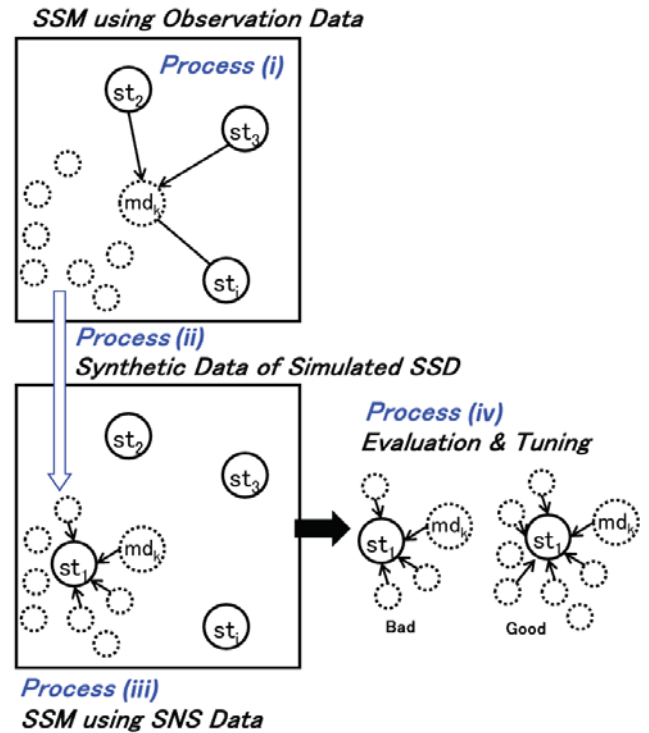 SSM using Observation Data
Process (i)
st2
st3
mdk
sti
Process (ii)
Synthetic Data of Simulated SSD
st2
st3
mdk
st1
sti
Process (iii)
SSM using SNS Data
Process (iv)
Evaluation & Tuning
mdk
st1
Bad
mdk
st1
Good